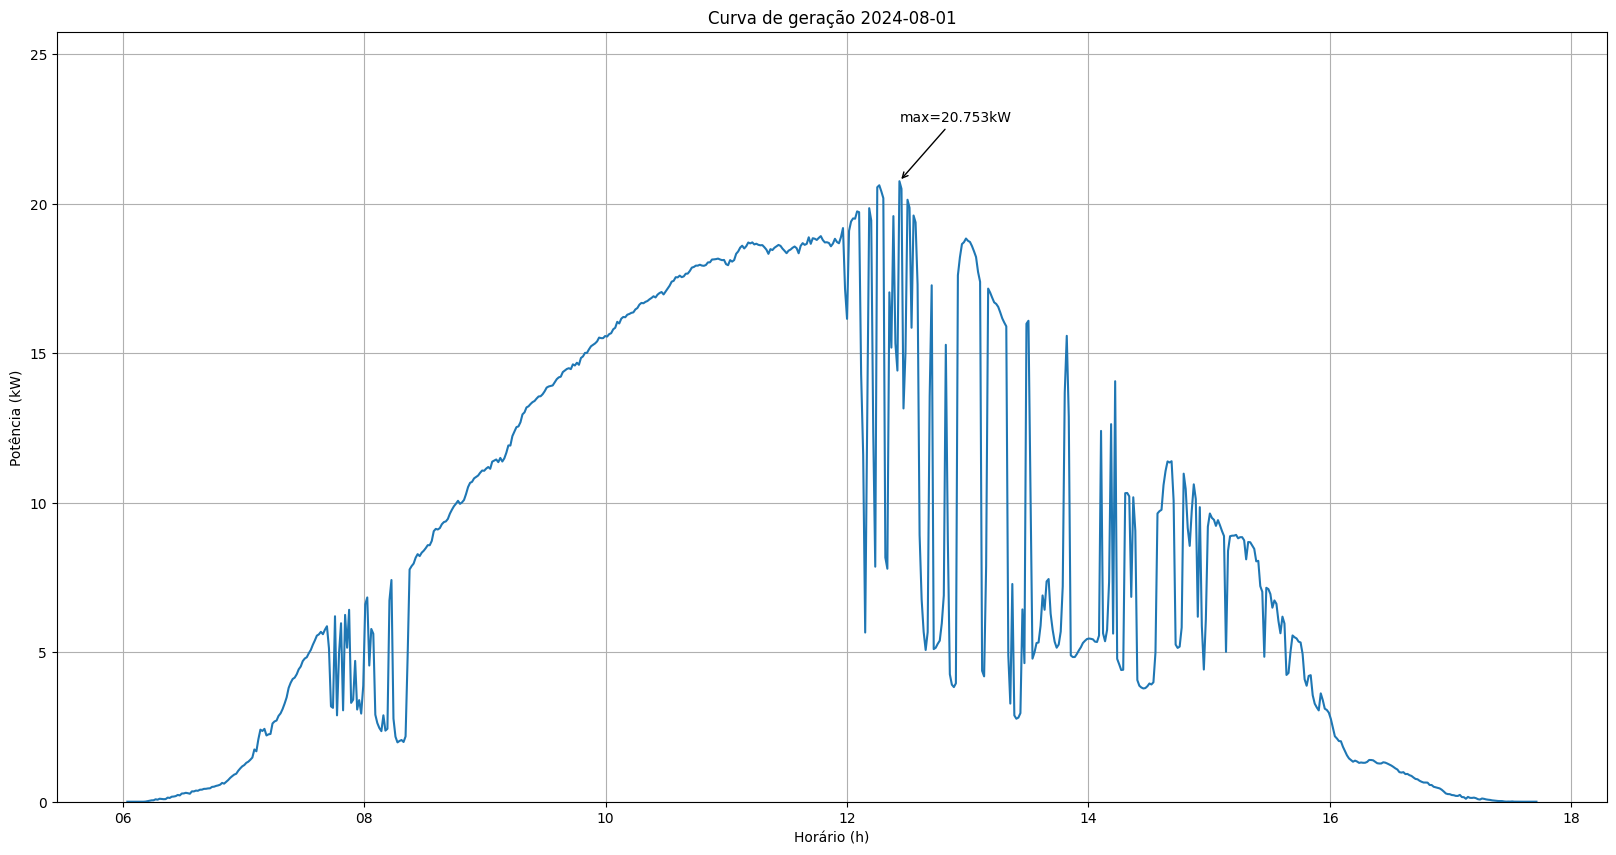 Curva de geração 2024-08-01
25
max=20.753kW
20
15
Potência (kW)
10
5
0
06 08 10 12 14 16 18
Horário (h)